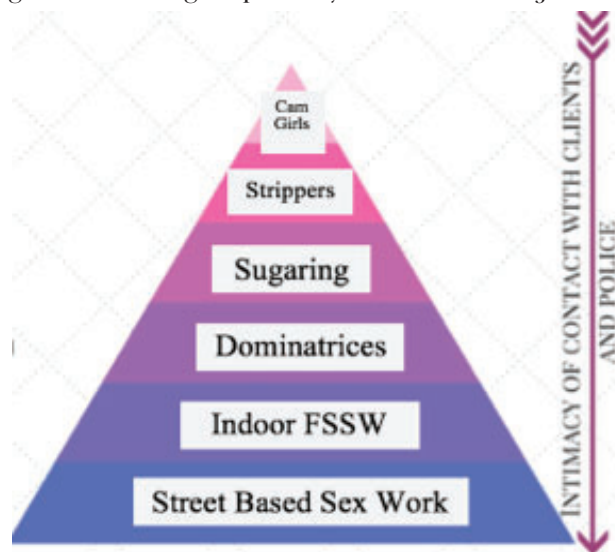 Cam
Girls
Strippers
Sugaring
Dominatrices
Indoor FSSW
Street Based Sex Work
INTIMACY OF CONTACT WITH CLIENTS
AND POLICE